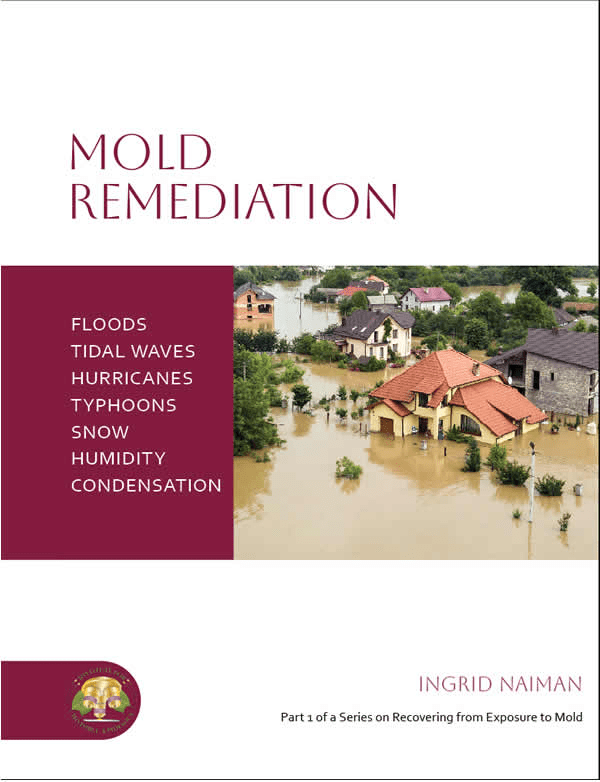 MOLD
REMEDIATION
FLOODS
TIDAL WAVES
HURRICANES
TYPHOONS
SNOW
HUMIDITY
CONDENSATION
INGRID NAIMAN
Part 1 of a Series on Recovering from Exposure to Mold